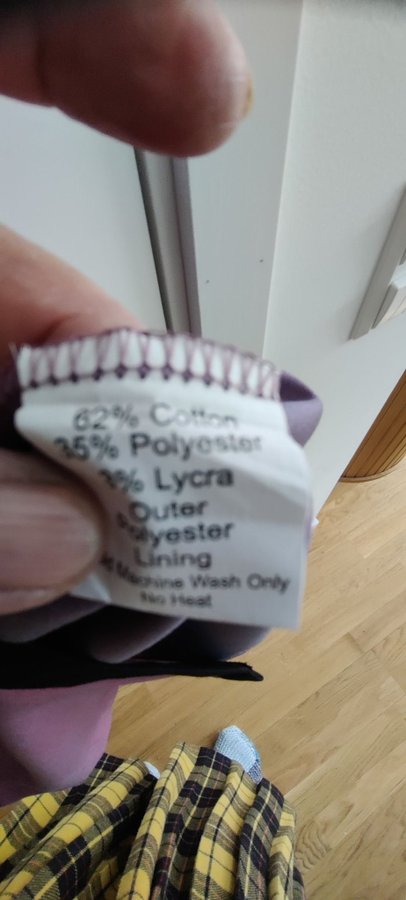 62% Cotton
35% Polyester
3% Lycra
Outer
Polyester
Lining
Machine Wash Only
No Heat